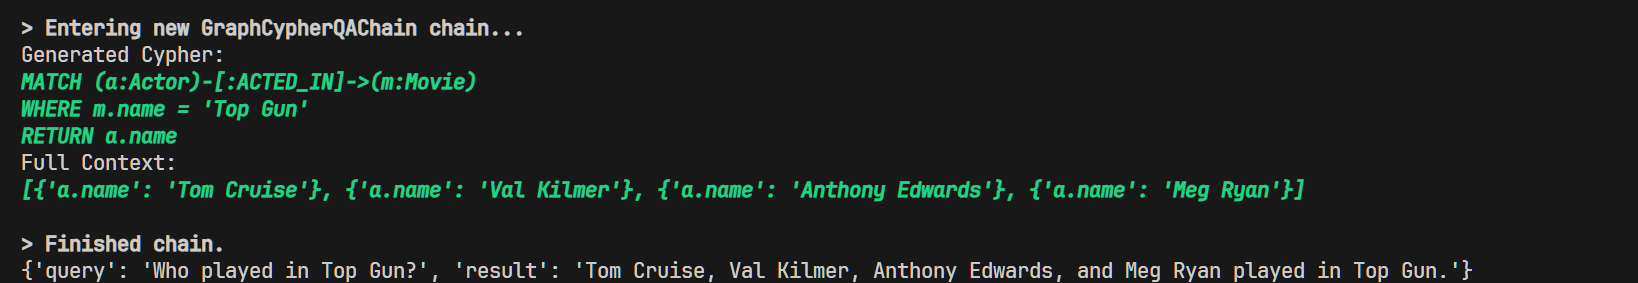 > Entering new GraphCypherQAChain chain...
Generated Cypher:
MATCH (a:Actor)-[:ACTED_IN]->(m:Movie)
WHERE m.name = 'Top Gun'
RETURN a.name
Full Context:
[{'a.name': 'Tom Cruise'}, {'a.name': 'Val Kilmer'}, {'a.name': 'Anthony Edwards'}, {'a.name': 'Meg Ryan'}]
> Finished chain.
{'query': 'Who played in Top Gun?', 'result': 'Tom Cruise, Val Kilmer, Anthony Edwards, and Meg Ryan played in Top Gun.'}